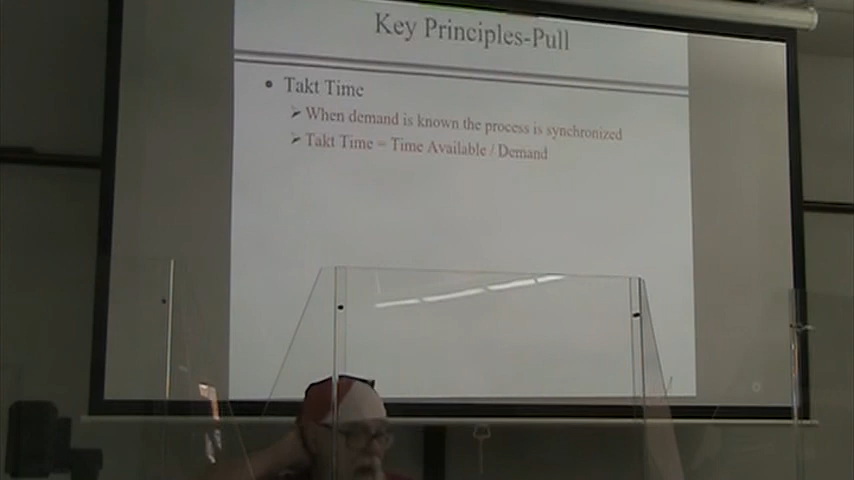 Key Principles-Pull
• Takt Time
➢ When demand is known the process is synchronized
➢ Takt Time = Time Available / Demand